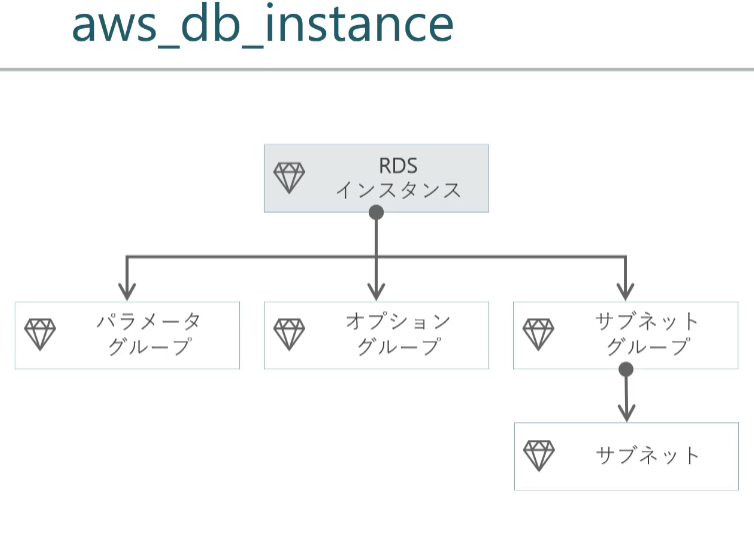 aws_db_instance
RDS
インスタンス
パラメータ
グループ
オプション
グループ
サブネット
グループ
サブネット